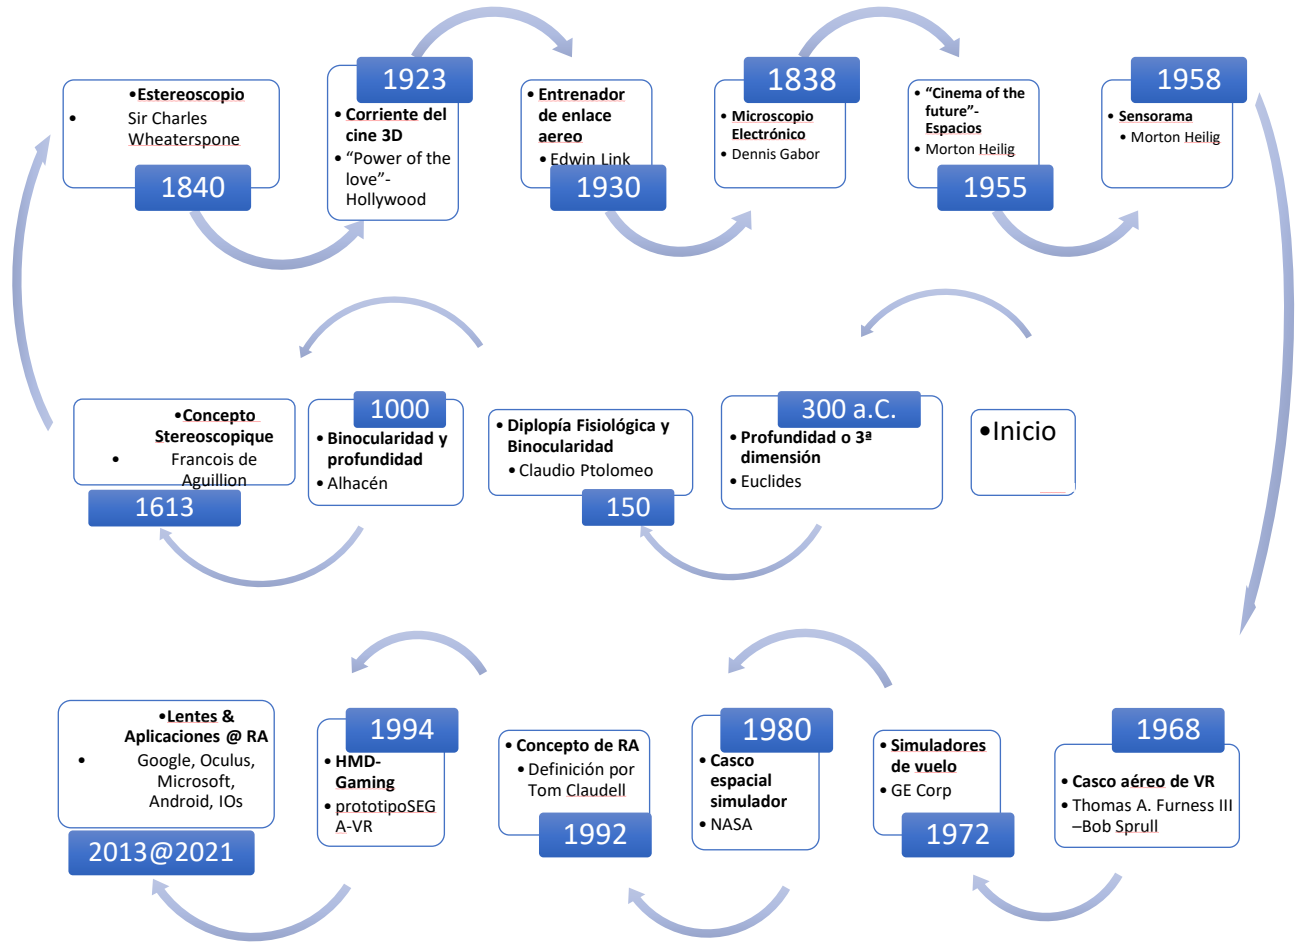 •Estereoscopio
• Sir Charles
Wheaterspone
1840
1923
• Corriente del
cine 3D
• “Power of the
love”-
Hollywood
• Entrenador
de enlace
aereo
• Edwin Link
1930
1838
• Microscopio
Electrónico
• Dennis Gabor
• “Cinema of the
future”-
Espacios
• Morton Heilig
1955
1958
• Sensorama
• Morton Heilig
•Concepto
Stereoscopique
• Francois de
Aguillion
1613
1000
• Binocularidad y
profundidad
• Alhacén
• Diplopía Fisiológica y
Binocularidad
• Claudio Ptolomeo
150
300 a.C.
• Profundidad o 3ª
dimensión
• Euclides
•Inicio
•Lentes &
Aplicaciones @ RA
• Google, Oculus,
Microsoft,
Android, IOs
2013@2021
1994
• HMD-
Gaming
• prototipoSEG
A-VR
• Concepto de RA
• Definición por
Tom Claudell
1992
1980
• Casco
espacial
simulador
• NASA
• Simuladores
de vuelo
• GE Corp
1972
1968
Casco aéreo de VR
• Thomas A. Furness III
–Bob Sprull